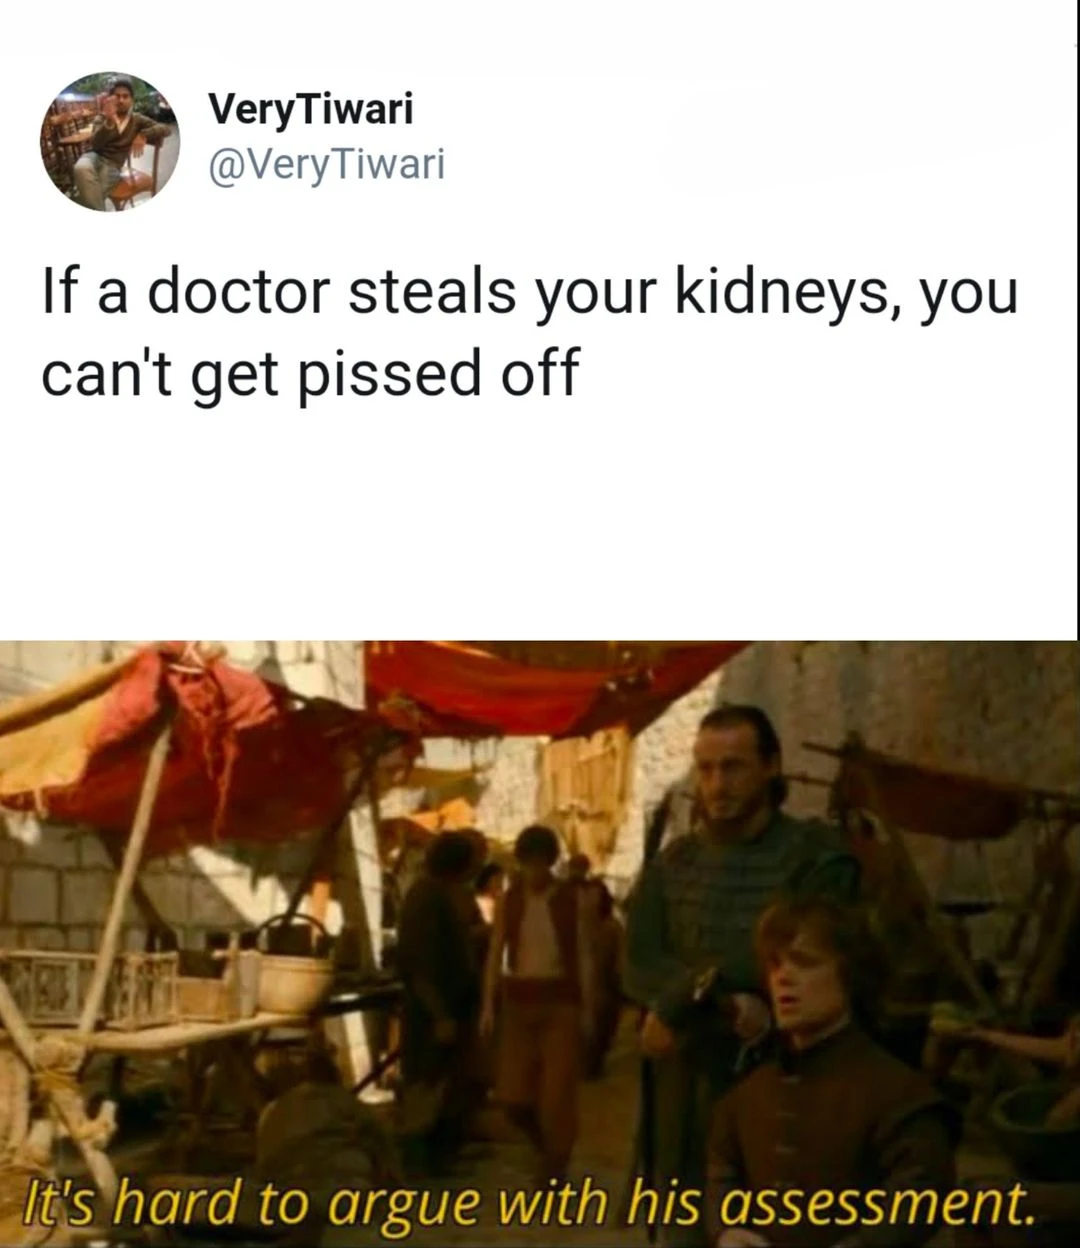 VeryTiwari
@VeryTiwari
If a doctor steals your kidneys, you
can't get pissed off
It's hard to argue with his assessment.